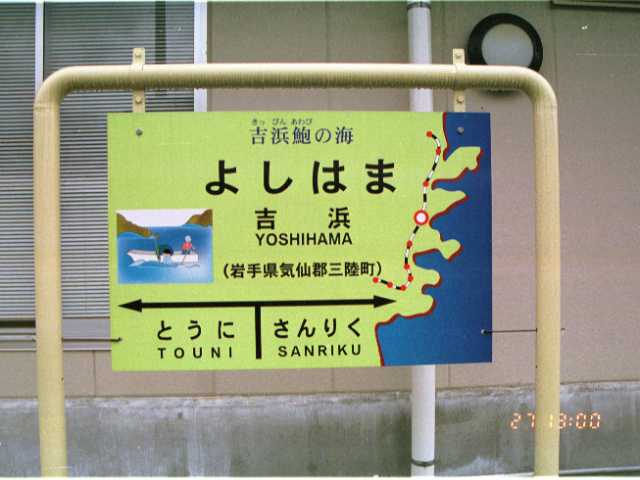 きっ ぴん あわび
吉浜鮑の海
よしはま
吉 浜
YOSHIHAMA
(岩手県気仙郡三陸町)
とうに さんりく
TOUNI SANRIKU
27 13:00